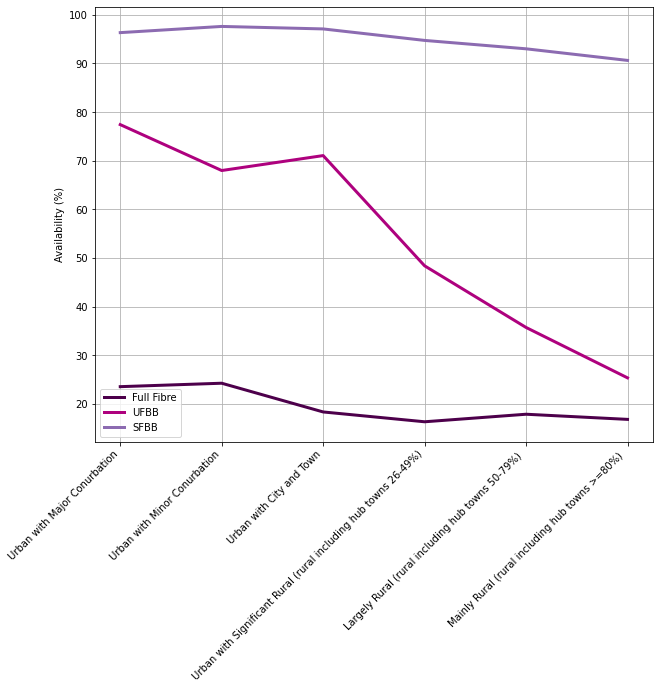 100
90
80
70
60
50
40
30
20
Availability (%)
Full Fibre
UFBB
SFBB
Urban with Major Conurbation
Urban with Minor Conurbation
Urban with City and Town
Urban with Significant Rural (rural including hub towns 26-49%)
Largely Rural (rural including hub towns 50-79%)
Mainly Rural (rural including hub towns >=80%)